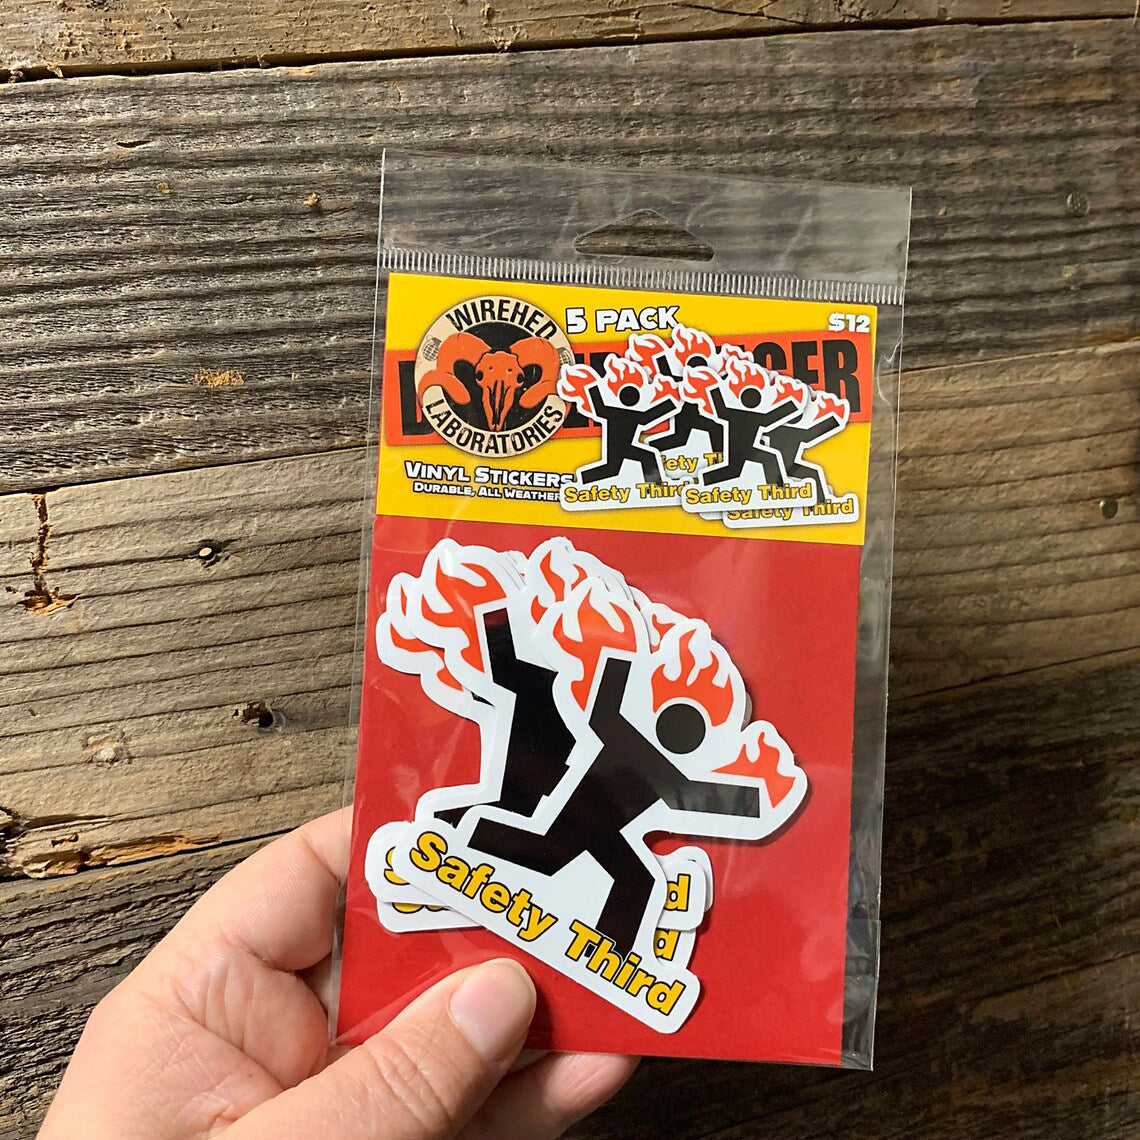 WIREHED
LABORATORIES
5 PACK
$12
VINYL STICKERS
DURABLE, ALL WEATHER
Safety Third
Safety Third
Safety Third
Safety Third